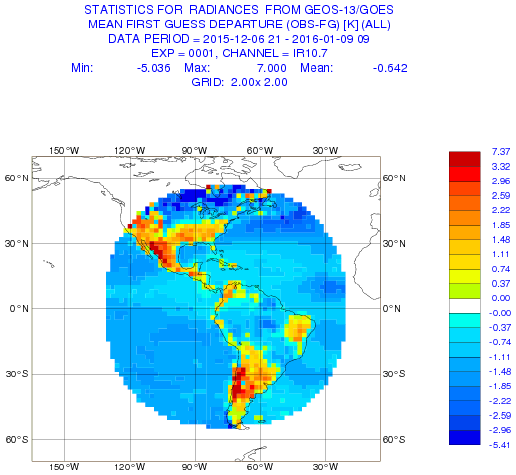 STATISTICS FOR RADIANCES FROM GEOS-13/GOES
MEAN FIRST GUESS DEPARTURE (OBS-FG) [K] (ALL)
DATA PERIOD = 2015-12-06 21 - 2016-01-09 09
EXP = 0001, CHANNEL = IR10.7
Min: -5.036 Max: 7.000 Mean: -0.642
GRID: 2.00x 2.00
150°W 120°W 90°W 60°W 30°W
60°N 60°N
30°N 30°N
0°N 0°N
30°S 30°S
60°S 60°S
150°W 120°W 90°W 60°W 30°W
7.37
3.32
2.96
2.59
2.22
1.85
1.48
1.11
0.74
0.37
0.00
-0.00
-0.37
-0.74
-1.11
-1.48
-1.85
-2.22
-2.59
-2.96
-5.41